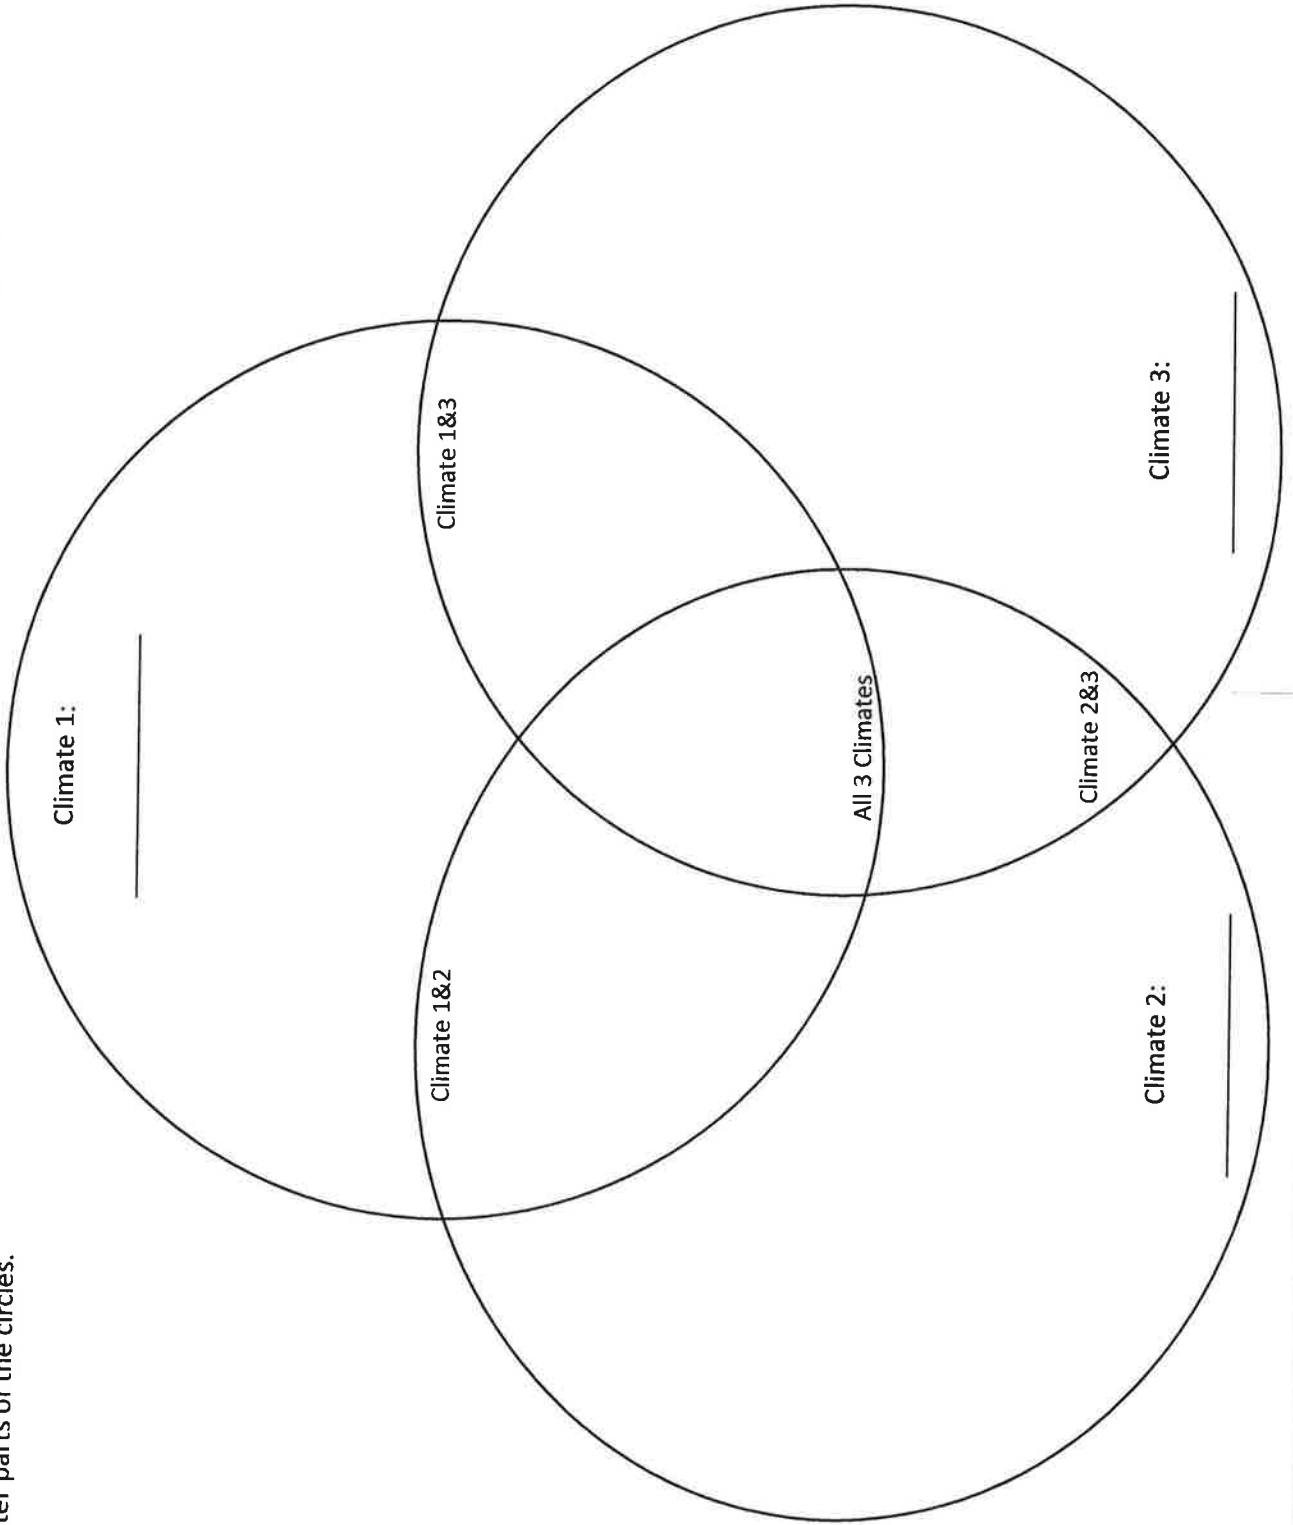 ter parts of the circles.
Climate 1:
Climate 1&2
Climate 1&3
All 3 Climates
Climate 2&3
Climate 2:
Climate 3: